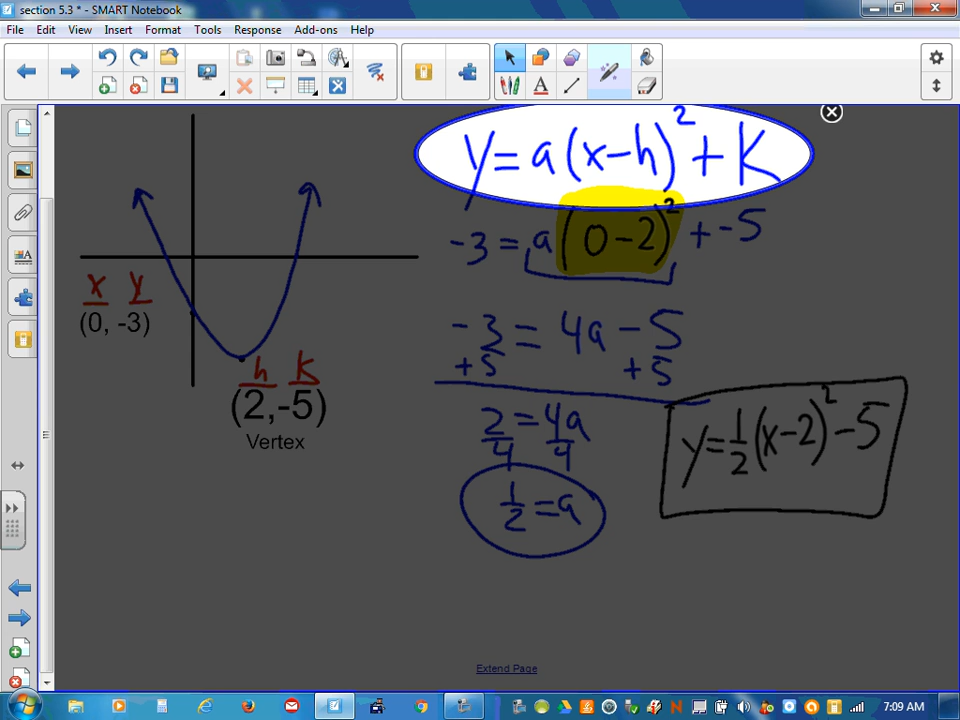 section 5.3 * - SMART Notebook
File Edit View Insert Format Tools Response Add-ons Help
y=a(x-h)²+K
-3=a(0-2)²+-5
x y
(0, -3)
-3=4a-5
+5 +5
h K
(2,-5)
Vertex
2=4a
4 4
y=1/2(x-2)²-5
1/2=a
Extend Page
7:09 AM